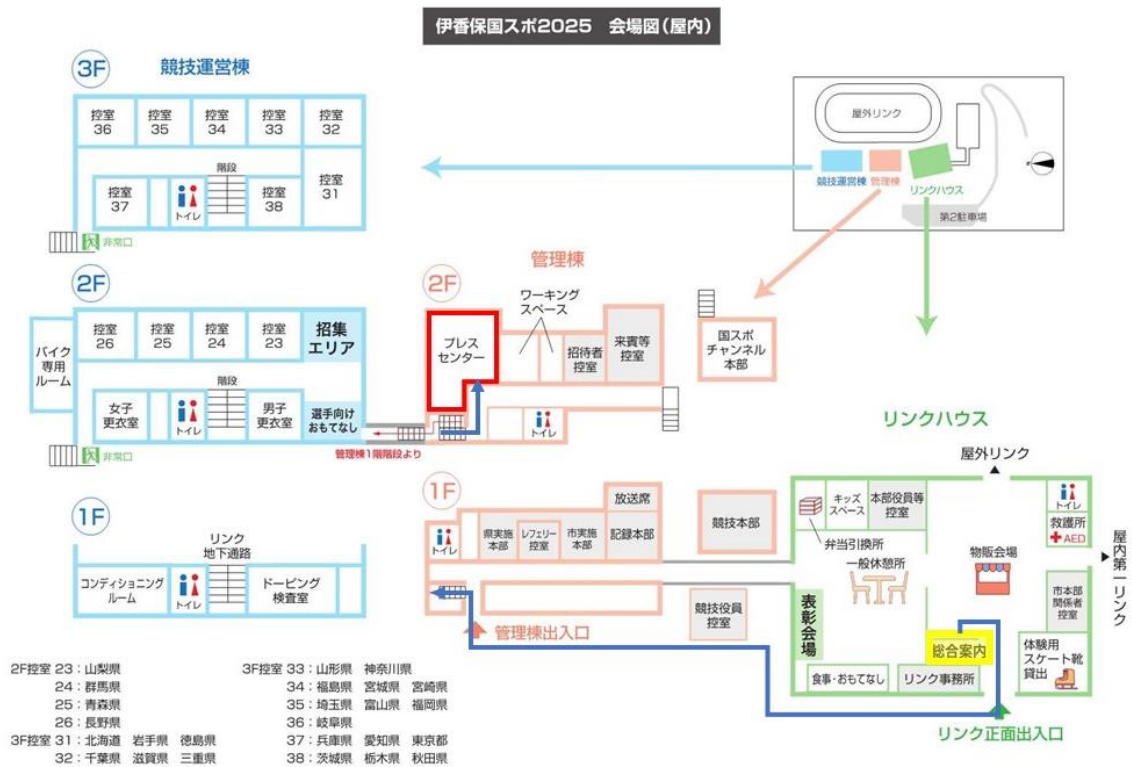 伊香保国スポ2025 会場図(屋内)
3F 競技運営棟
控室
36
控室
35
控室
34
控室
33
控室
32
控室
31
階段
控室
37
トイレ
控室
38
非常口
屋外リンク
競技運営棟
管理棟
リンクハウス
第2駐車場
2F
バイク
専用
ルーム
控室
26
控室
25
控室
24
控室
23
招集
エリア
階段
女子
更衣室
トイレ
男子
更衣室
選手向け
おもてなし
非常口
管理棟1階階段より
管理棟
2F
プレス
センター
ワーキング
スペース
招待者
控室
来賓等
控室
トイレ
国スポ
チャンネル
本部
1F
リンク
地下通路
コンディショニング
ルーム
トイレ
ドーピング
検査室
1F
トイレ
県実施
本部
レフェリー
控室
市実施
本部
放送席
記録本部
競技本部
競技役員
控室
管理棟出入口
リンクハウス
屋外リンク
キッズ
スペース
本部役員等
控室
弁当引換所
一般休憩所
トイレ
救護所
AED
物販会場
屋内第一リンク
市本部
関係者
控室
表彰会場
総合案内
体験用
スケート靴
貸出
食事・おもてなし
リンク事務所
リンク正面出入口
2F控室 23:山梨県
24:群馬県
25:青森県
26:長野県
3F控室 31:北海道 岩手県 徳島県
32:千葉県 滋賀県 三重県
3F控室 33:山形県 神奈川県
34:福島県 宮城県 宮崎県
35:埼玉県 富山県 福岡県
36:岐阜県
37:兵庫県 愛知県 東京都
38:茨城県 栃木県 秋田県